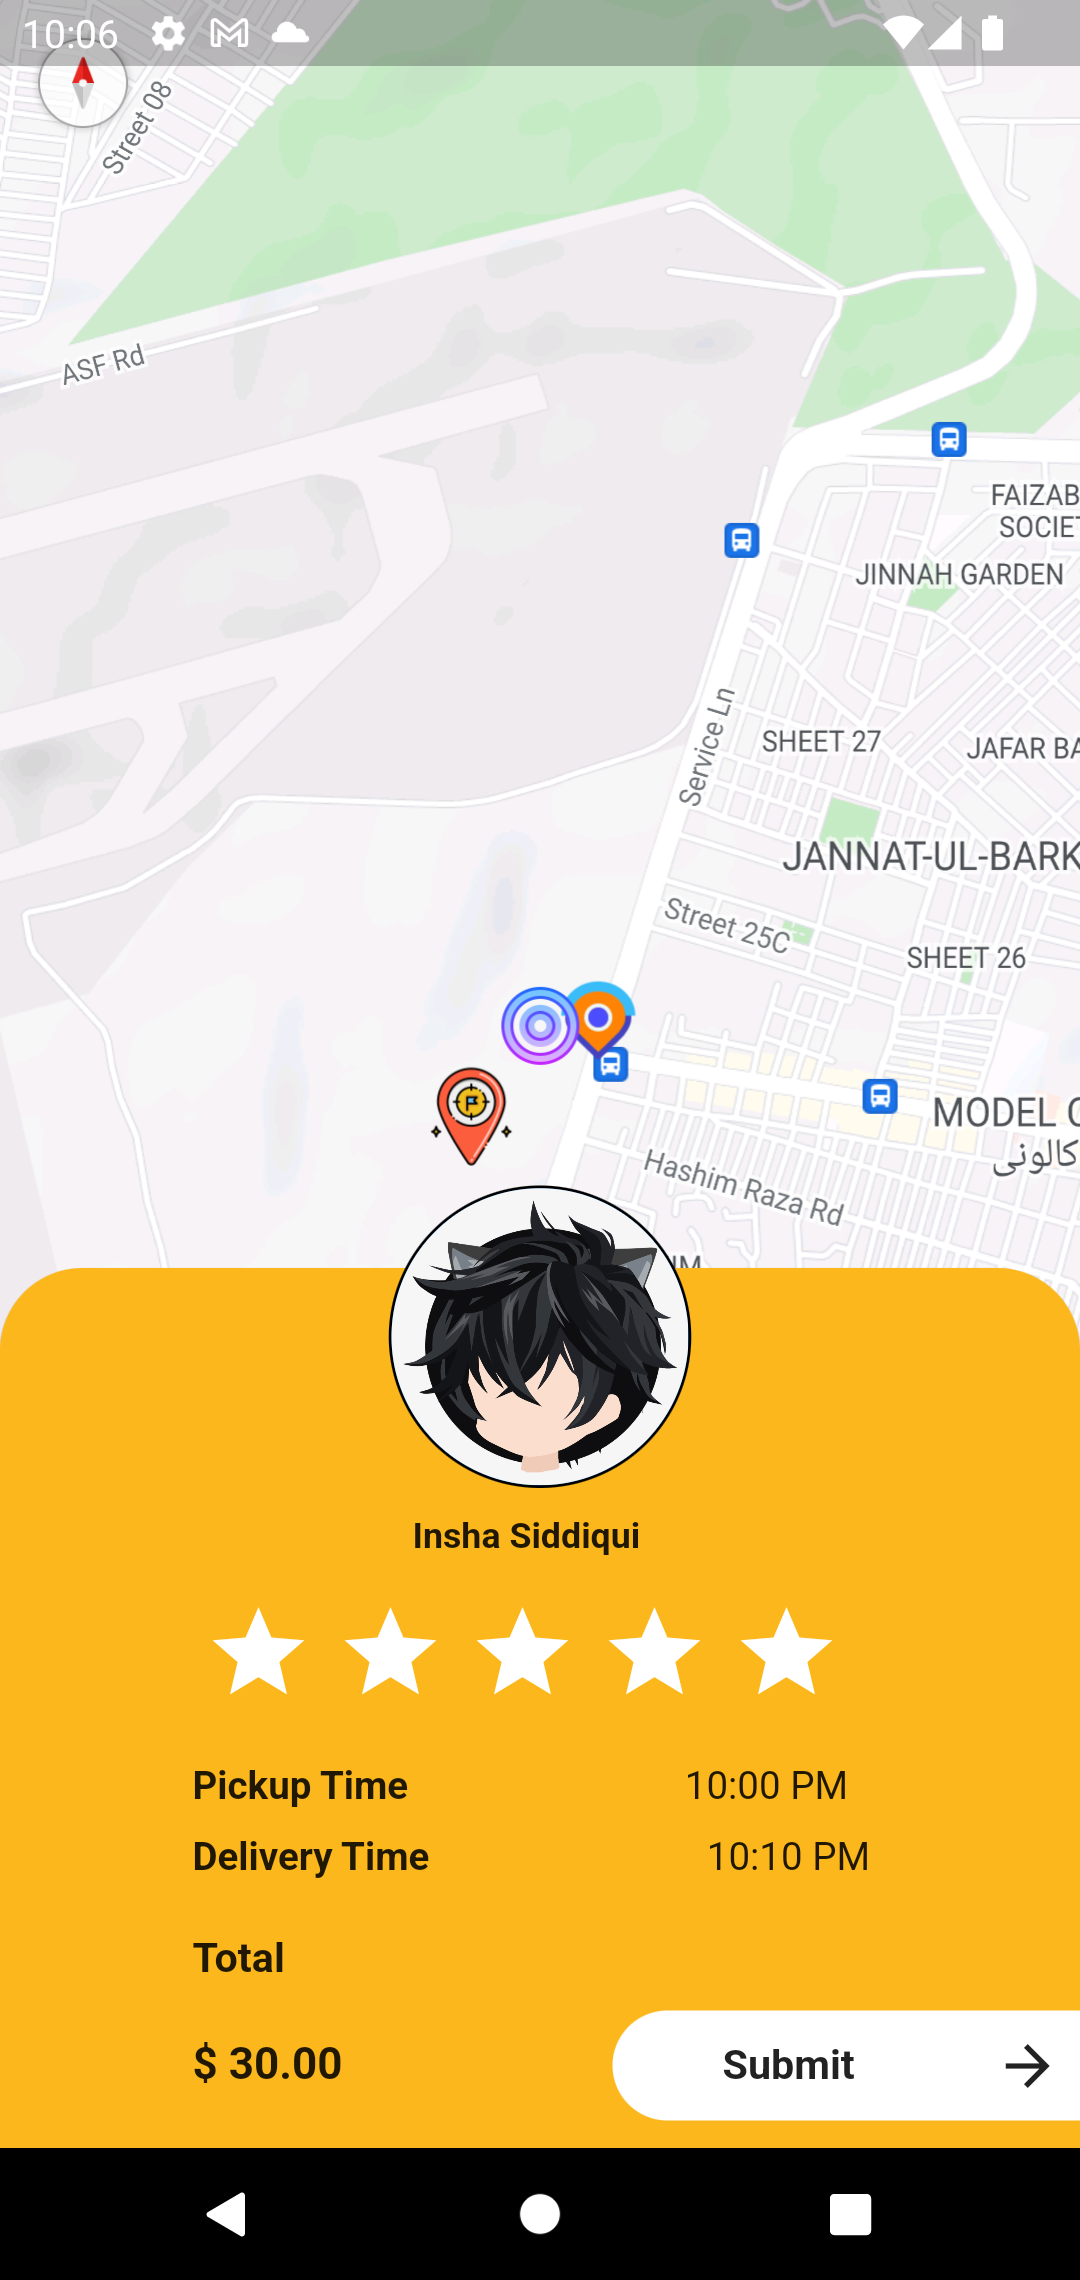 10:06
Street 08
ASF Rd
FAIZAB
SOCIET
JINNAH GARDEN
Service Ln
SHEET 27
JAFAR BA
JANNAT-UL-BARK
Street 25C
SHEET 26
MODEL C
کالونی
Hashim Raza Rd
IM
Insha Siddiqui
Pickup Time 10:00 PM
Delivery Time 10:10 PM
Total
$ 30.00 Submit